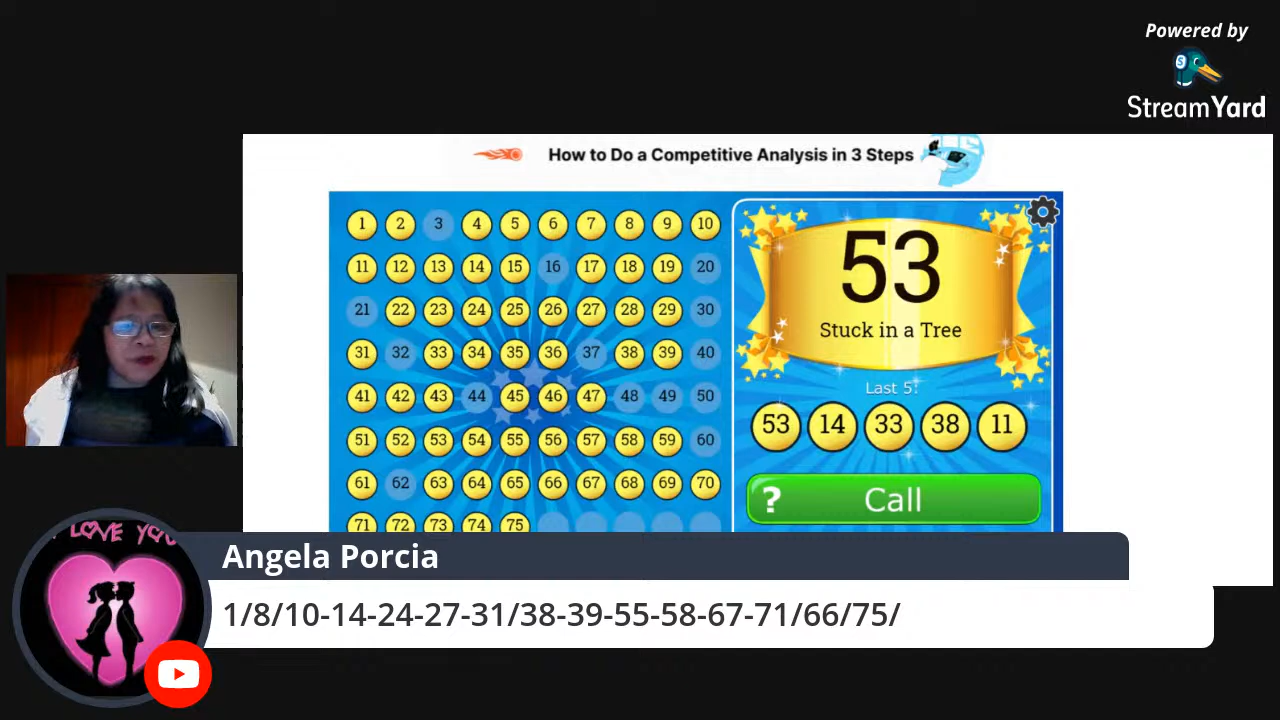 Powered by
StreamYard
How to Do a Competitive Analysis in 3 Steps
1 2 3 4 5 6 7 8 9 10
11 12 13 14 15 16 17 18 19 20
21 22 23 24 25 26 27 28 29 30
31 32 33 34 35 36 37 38 39 40
41 42 43 44 45 46 47 48 49 50
51 52 53 54 55 56 57 58 59 60
61 62 63 64 65 66 67 68 69 70
71 72 73 74 75
53
Stuck in a Tree
Last 5:
53 14 33 38 11
? Call
I LOVE YOU
Angela Porcia
1/8/10-14-24-27-31/38-39-55-58-67-71/66/75/